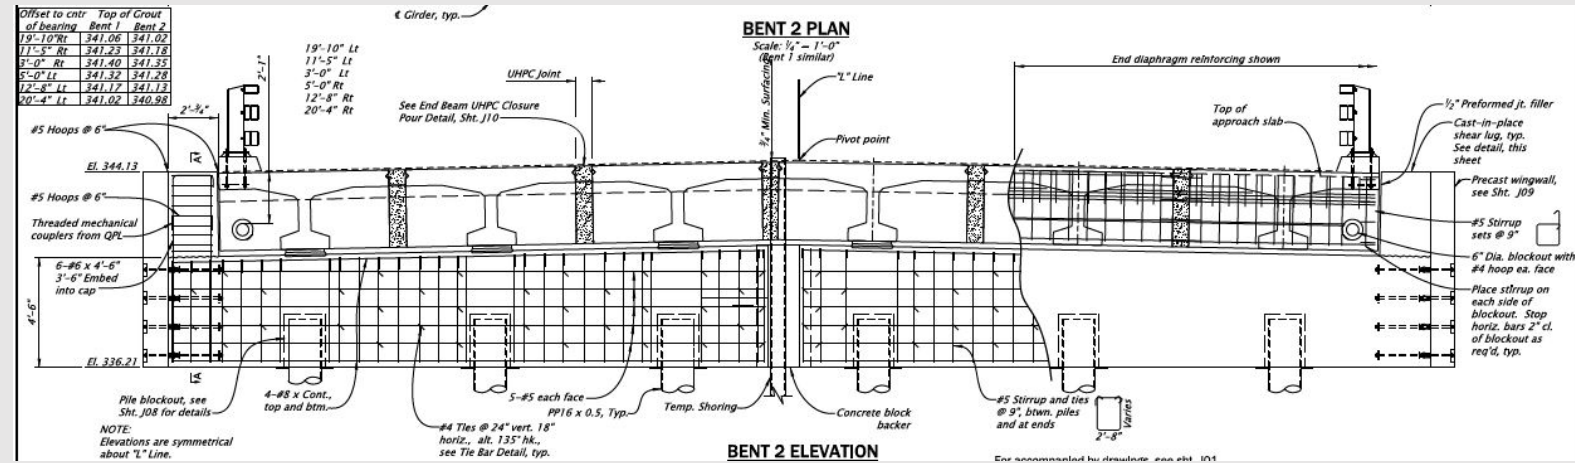 Offset to cntr Top of Grout
of bearing Bent 1 Bent 2
19'-10"Rt 341.06 341.02
11'-5" Rt 341.23 341.18
3'-0" Rt 341.40 341.35
5'-0" Lt 341.32 341.28
12'-8" Lt 341.17 341.13
20'-4" Lt 341.02 340.98
℄ Girder, typ.
BENT 2 PLAN
Scale: ¼" = 1'-0"
(Bent 1 similar)
19'-10" Lt
11'-5" Lt
3'-0" Lt
5'-0" Rt
12'-8" Rt
20'-4" Rt
2'-1"
2'-¾"
UHPC Joint
See End Beam UHPC Closure
Pour Detail, Sht. J10
¾" Min. Surfacing
"L" Line
Pivot point
End diaphragm reinforcing shown
Top of
approach slab
½" Preformed jt. filler
Cast-in-place
shear lug, typ.
See detail, this
sheet
Precast wingwall,
see Sht. J09
#5 Stirrup
sets @ 9"
6" Dia. blockout with
#4 hoop ea. face
Place stirrup on
each side of
blockout. Stop
horiz. bars 2" cl.
of blockout as
req'd, typ.
#5 Hoops @ 6"
A
El. 344.13
#5 Hoops @ 6"
Threaded mechanical
couplers from QPL
6-#6 x 4'-6"
3'-6" Embed
into cap
4'-6"
El. 336.21
A
Pile blockout, see
Sht. J08 for details
4-#8 x Cont.,
top and btm.
5-#5 each face
PP16 x 0.5, Typ.
Temp. Shoring
Concrete block
backer
#5 Stirrup and ties
@ 9", btwn. piles
and at ends
Varies
2'-8"
NOTE:
Elevations are symmetrical
about "L" Line.
#4 Ties @ 24" vert. 18"
horiz., alt. 135° hk.,
see Tie Bar Detail, typ.
BENT 2 ELEVATION
For accompanied by drawings, see sht. J01